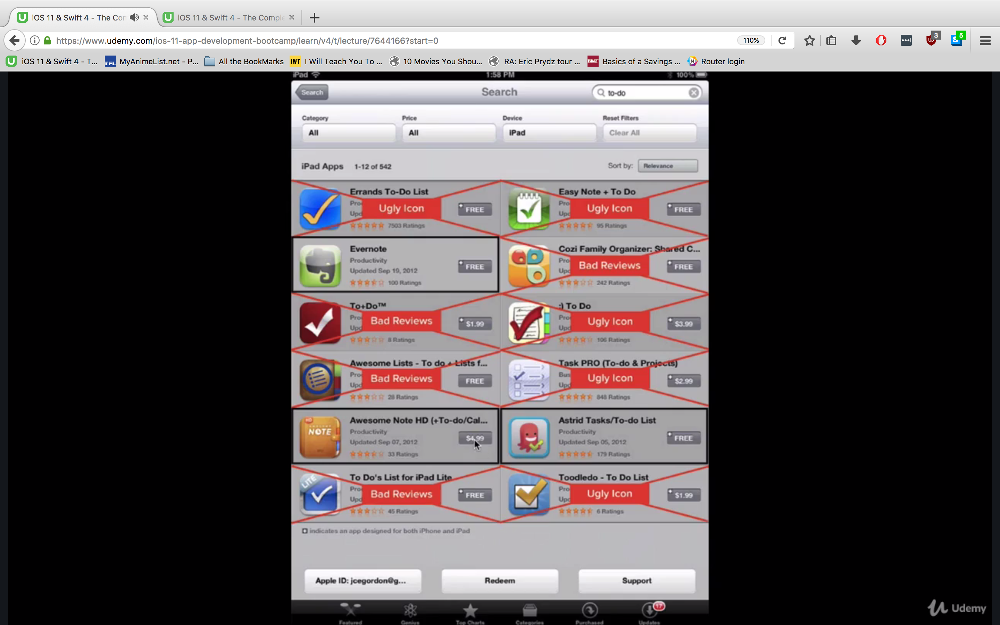 iOS 11 & Swift 4 - The Con
iOS 11 & Swift 4 - The Comple
https://www.udemy.com/ios-11-app-development-bootcamp/learn/v4/t/lecture/7644166?start=0
110%
3
5
iOS 11 & Swift 4 - T...
MyAnimeList.net - P...
All the BookMarks
IWT I Will Teach You To ...
10 Movies You Shou...
RA: Eric Prydz tour ...
BB&T Basics of a Savings ...
Router login
iPad 1:58 PM 100%
Search Search to-do
Category Price Device Reset Filters
All All iPad Clear All
iPad Apps 1-12 of 542 Sort by: Relevance
Errands To-Do List
Pro Ugly Icon FREE
Upd
7503 Ratings
Easy Note + To Do
Pro Ugly Icon FREE
Upd
95 Ratings
Evernote
Productivity
FREE
Updated Sep 19, 2012
100 Ratings
Cozi Family Organizer: Shared C...
Pro Bad Reviews FREE
Upd
242 Ratings
To+Do™
Pro Bad Reviews $1.99
Upd
8 Ratings
:) To Do
Pro Ugly Icon $3.99
Upd
106 Ratings
Awesome Lists - To do + Lists f...
Pro Bad Reviews FREE
Upd
28 Ratings
Task PRO (To-do & Projects)
Bus Ugly Icon $2.99
Upd
848 Ratings
HD
NOTE
Awesome Note HD (+To-do/Cal...
Productivity
$4.99
Updated Sep 07, 2012
33 Ratings
Astrid Tasks/To-do List
Productivity
FREE
Updated Sep 05, 2012
179 Ratings
LITE
To Do's List for iPad Lite
Pro Bad Reviews FREE
Upd
45 Ratings
Toodledo - To Do List
Pro Ugly Icon $1.99
Upd
6 Ratings
indicates an app designed for both iPhone and iPad
Apple ID: jcegordon@g... Redeem Support
17
Featured Genius Top Charts Categories Purchased Updates
Udemy